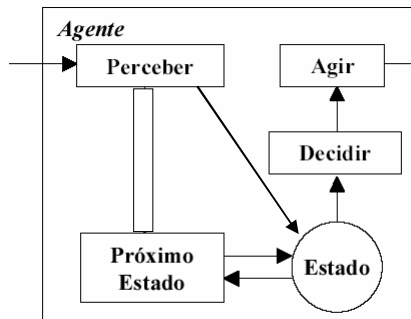 Agente
Perceber
Agir
Decidir
Próximo
Estado
Estado